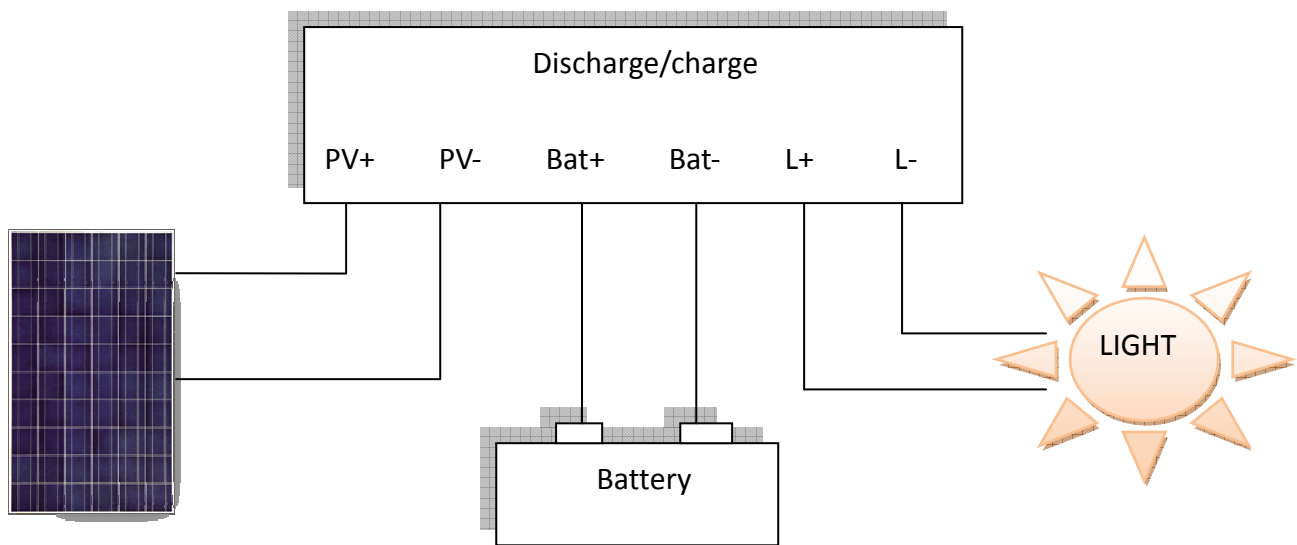 Discharge/charge
PV+ PV- Bat+ Bat- L+ L-
LIGHT
Battery